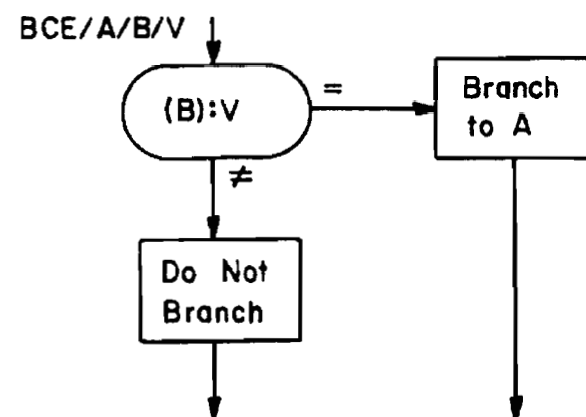 BCE/A/B/V
(B):V
=
Branch
to A
≠
Do Not
Branch